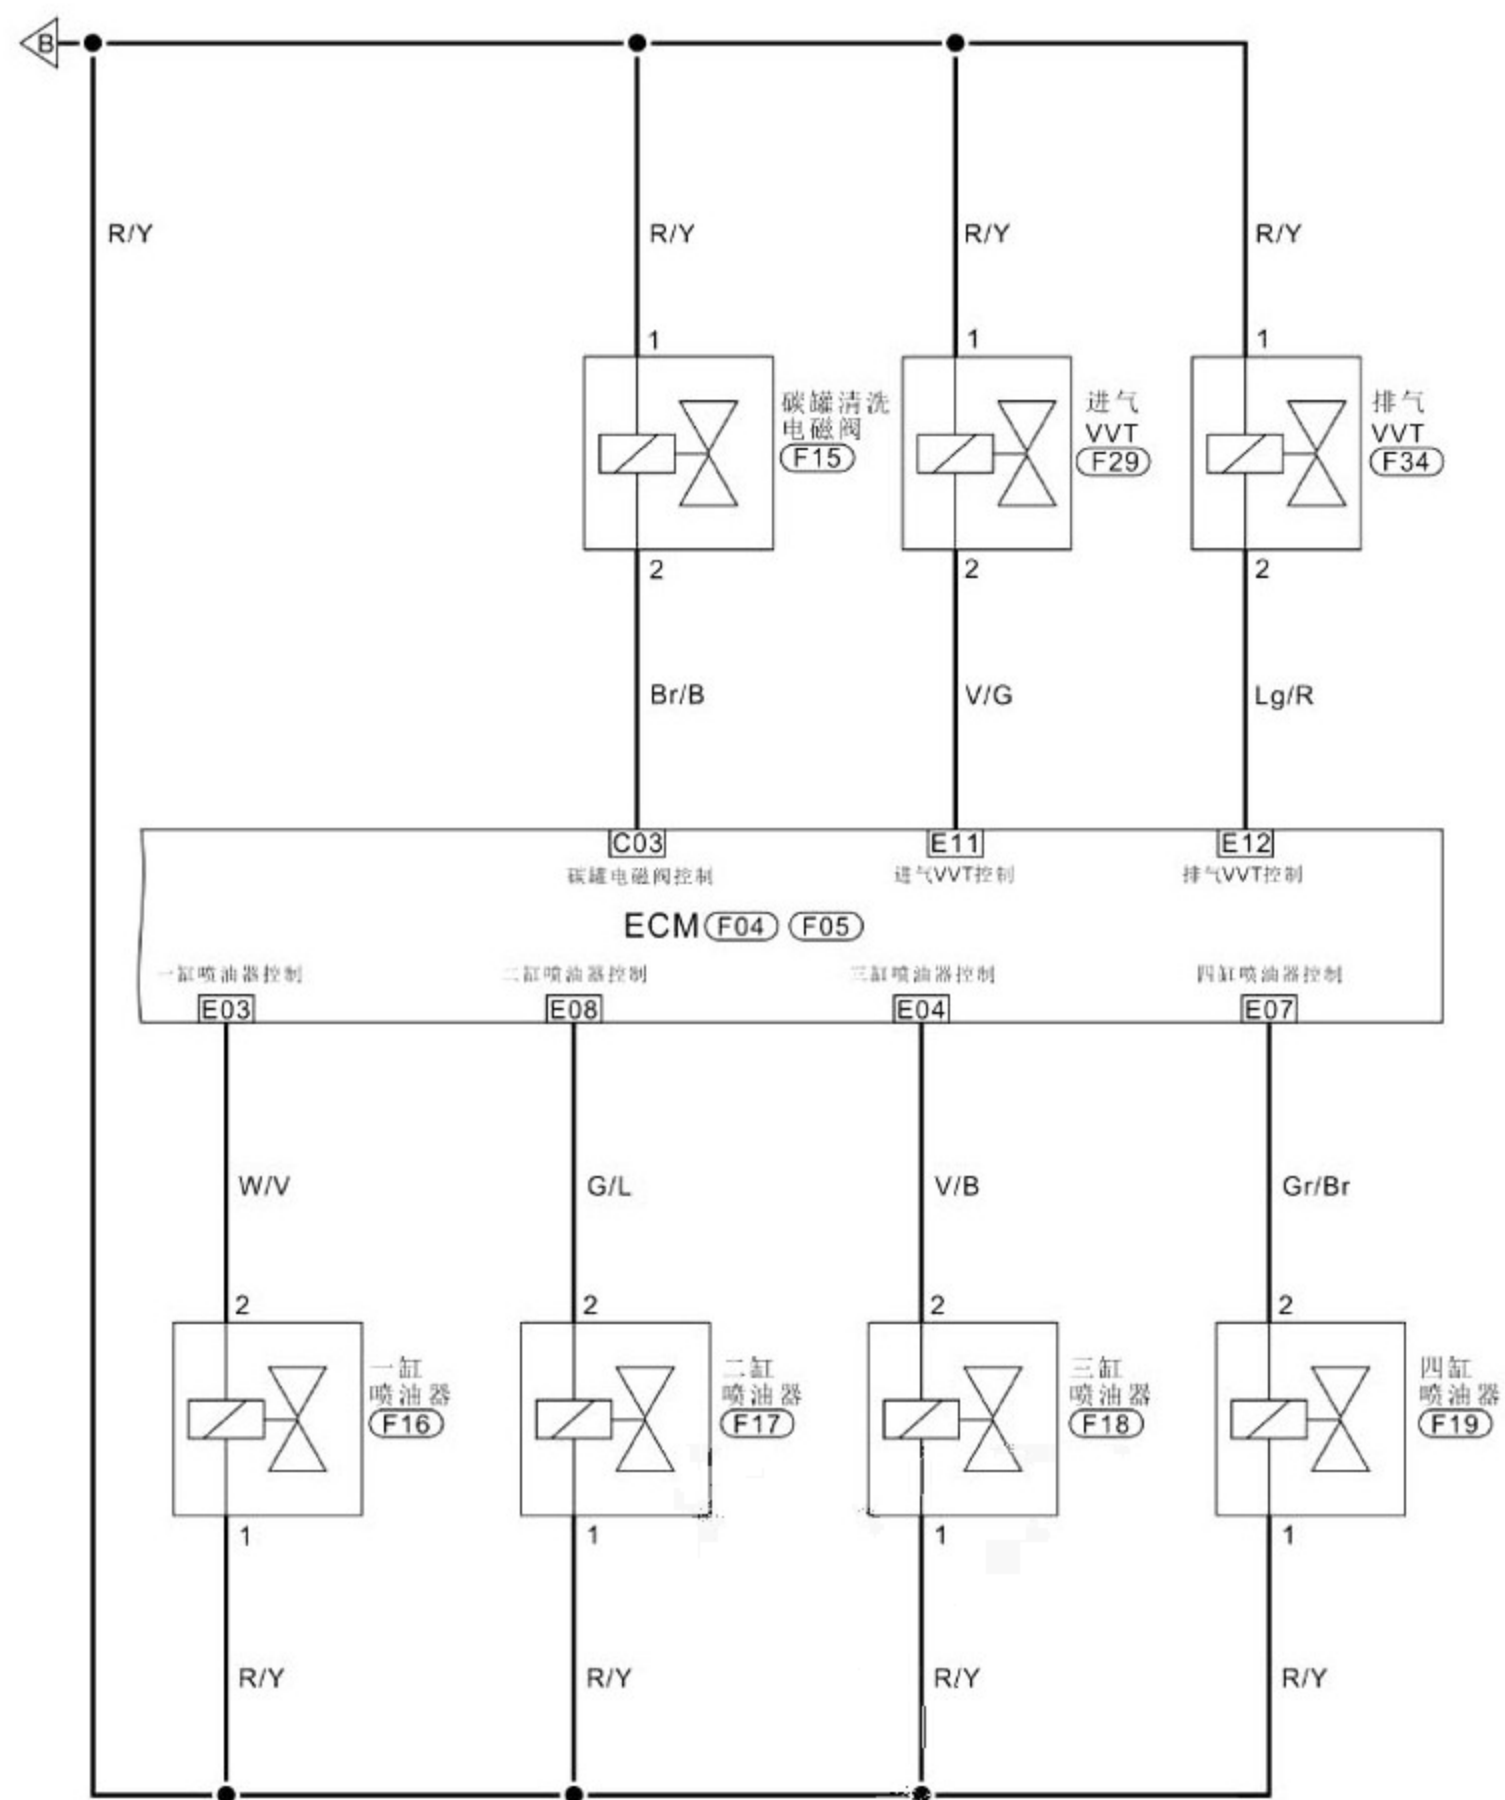 B
R/Y
R/Y
R/Y
R/Y
1
1
1
碳罐清洗
电磁阀
F15
进气
VVT
F29
排气
VVT
F34
2
2
2
Br/B
V/G
Lg/R
C03
E11
E12
碳罐电磁阀控制
进气VVT控制
排气VVT控制
ECM F04 F05
一缸喷油器控制
二缸喷油器控制
三缸喷油器控制
四缸喷油器控制
E03
E08
E04
E07
W/V
G/L
V/B
Gr/Br
2
2
2
2
一缸
喷油器
F16
二缸
喷油器
F17
三缸
喷油器
F18
四缸
喷油器
F19
1
1
1
1
R/Y
R/Y
R/Y
R/Y